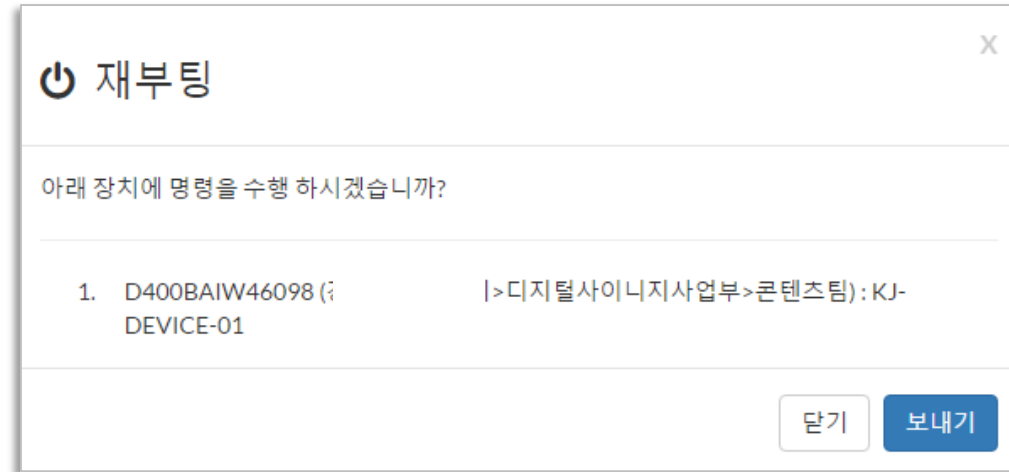 X
재부팅
아래 장치에 명령을 수행 하시겠습니까?
1. D400BAIW46098 ( >디지털사이니지사업부>콘텐츠팀) : KJ-
DEVICE-01
닫기 보내기